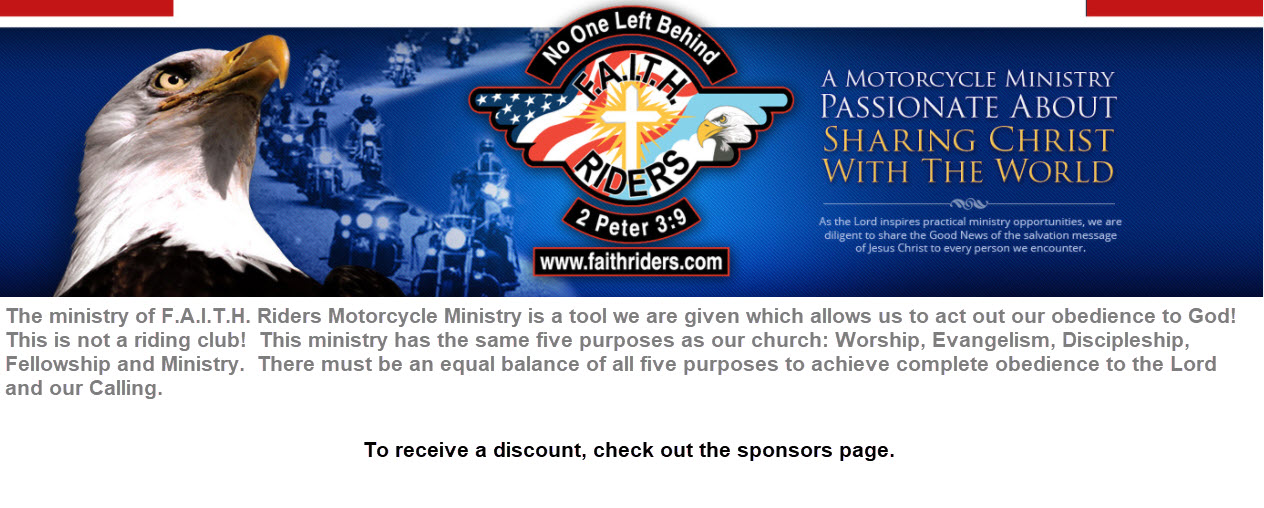 No One Left Behind
F.A.I.T.H.
RIDERS
2 Peter 3:9
www.faithriders.com
A MOTORCYCLE MINISTRY
PASSIONATE ABOUT
SHARING CHRIST
WITH THE WORLD
As the Lord inspires practical ministry opportunities, we are
diligent to share the Good News of the salvation message
of Jesus Christ to every person we encounter.
The ministry of F.A.I.T.H. Riders Motorcycle Ministry is a tool we are given which allows us to act out our obedience to God!
This is not a riding club!  This ministry has the same five purposes as our church: Worship, Evangelism, Discipleship,
Fellowship and Ministry.  There must be an equal balance of all five purposes to achieve complete obedience to the Lord
and our Calling.
To receive a discount, check out the sponsors page.